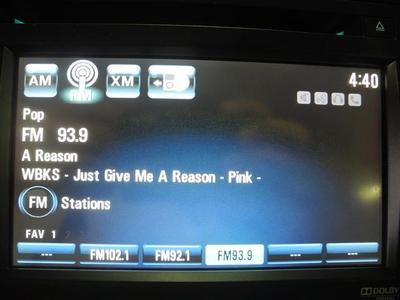 AM FM XM
4:40
Pop
FM 93.9
A Reason
WBKS - Just Give Me A Reason - Pink -
FM Stations
FAV 1 2
--- FM102.1 FM92.1 FM93.9 --- ---
DOLBY